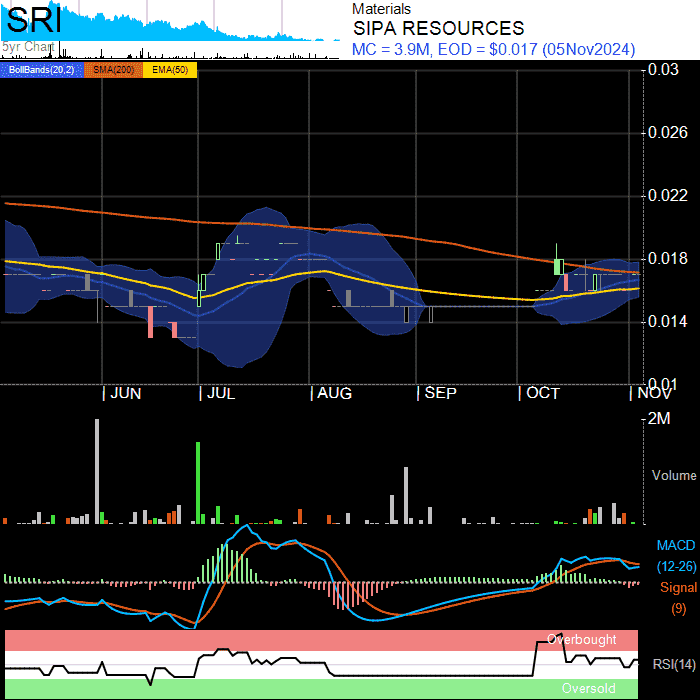 SRI
5yr Chart
Materials
SIPA RESOURCES
MC = 3.9M, EOD = $0.017 (05Nov2024)
BollBands(20,2) SMA(200) EMA(50)
0.03
0.026
0.022
0.018
0.014
0.01
JUN JUL AUG SEP OCT NOV
2M
Volume
MACD
(12-26)
Signal
(9)
Overbought
RSI(14)
Oversold